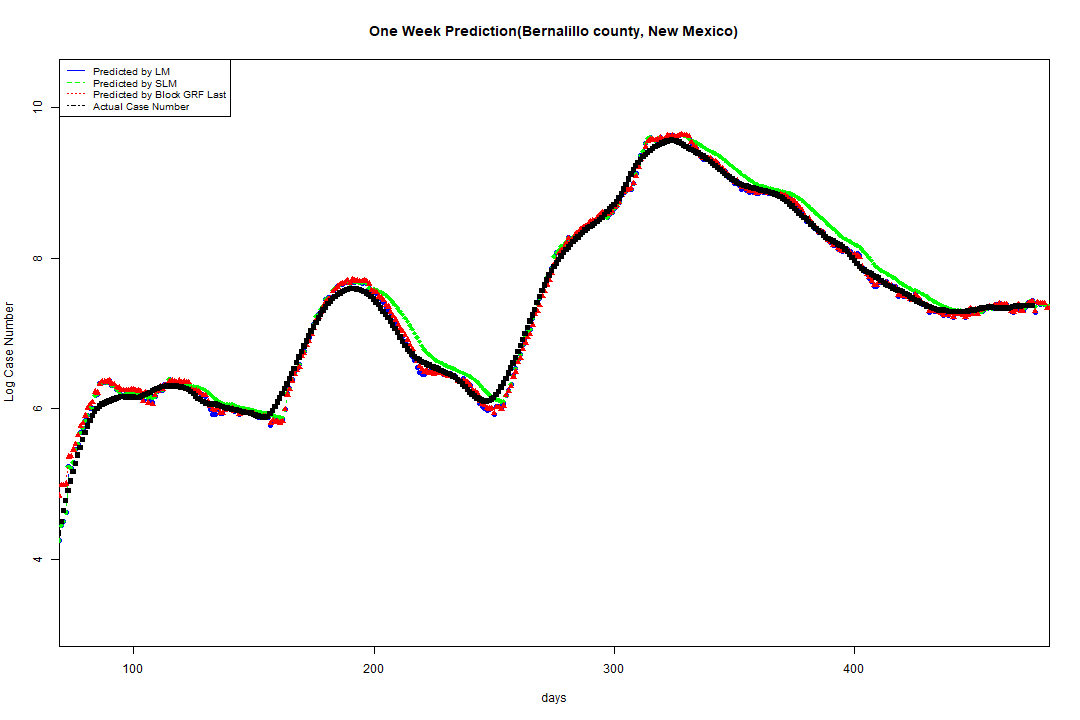 One Week Prediction(Bernalillo county, New Mexico)
Predicted by LM
Predicted by SLM
Predicted by Block GRF Last
Actual Case Number
10
8
6
4
Log Case Number
100 200 300 400
days